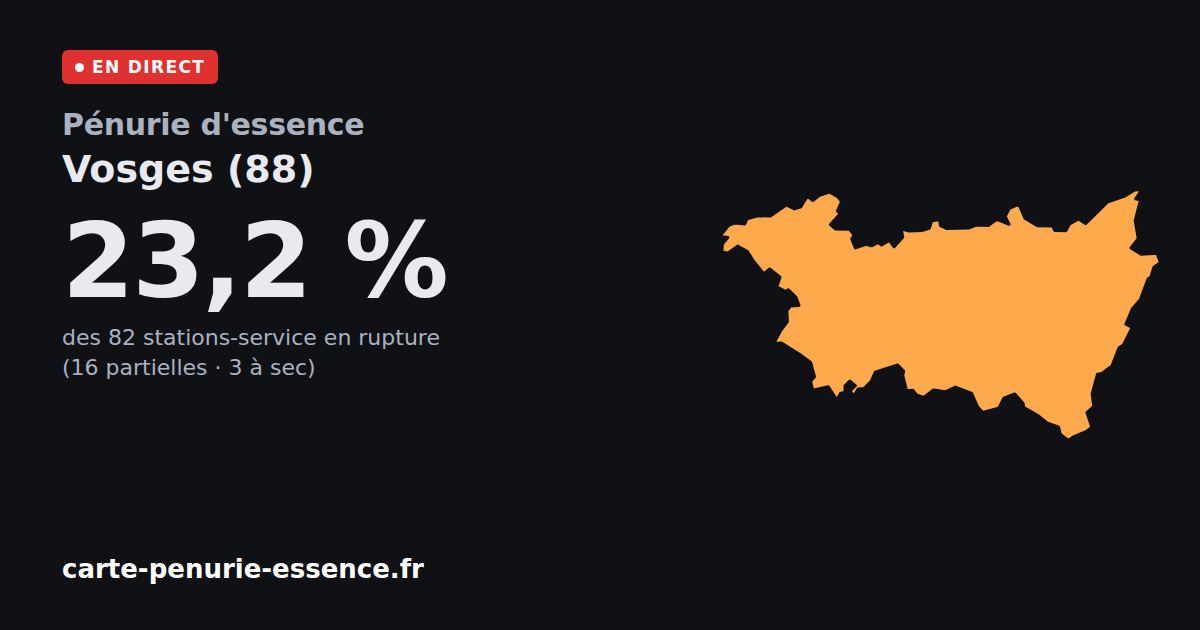 EN DIRECT
Pénurie d'essence
Vosges (88)
23,2 %
des 82 stations-service en rupture
(16 partielles · 3 à sec)
carte-penurie-essence.fr